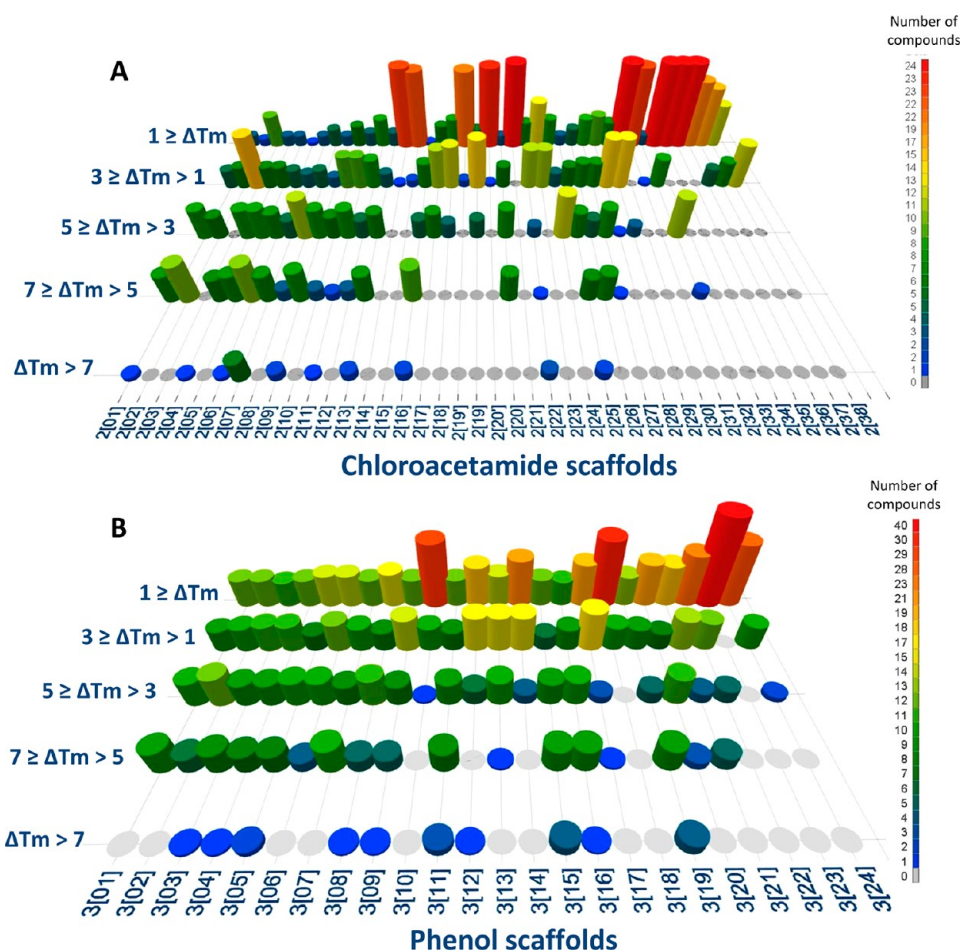 A
Number of
compounds
24
23
22
19
17
15
14
13
11
10
9
8
7
6
5
4
3
2
1
0
1 ≥ ΔTm
3 ≥ ΔTm > 1
5 ≥ ΔTm > 3
7 ≥ ΔTm > 5
ΔTm > 7
2[01] 2[02] 2[03] 2[04] 2[05] 2[06] 2[07] 2[08] 2[09] 2[10] 2[11] 2[12] 2[13] 2[14] 2[15] 2[16] 2[17] 2[18] 2[19'] 2[19] 2[20'] 2[20] 2[21] 2[22] 2[23] 2[24] 2[25] 2[26] 2[27] 2[28] 2[29] 2[30] 2[31] 2[32] 2[33] 2[34] 2[35] 2[36] 2[37] 2[38]
Chloroacetamide scaffolds
B
Number of
compounds
40
30
29
28
23
21
19
18
17
15
14
13
12
11
10
9
8
7
6
5
4
3
2
1
0
1 ≥ ΔTm
3 ≥ ΔTm > 1
5 ≥ ΔTm > 3
7 ≥ ΔTm > 5
ΔTm > 7
3[01] 3[02] 3[03] 3[04] 3[05] 3[06] 3[07] 3[08] 3[09] 3[10] 3[11] 3[12] 3[13] 3[14] 3[15] 3[16] 3[17] 3[18] 3[19] 3[20] 3[21] 3[22] 3[23] 3[24]
Phenol scaffolds